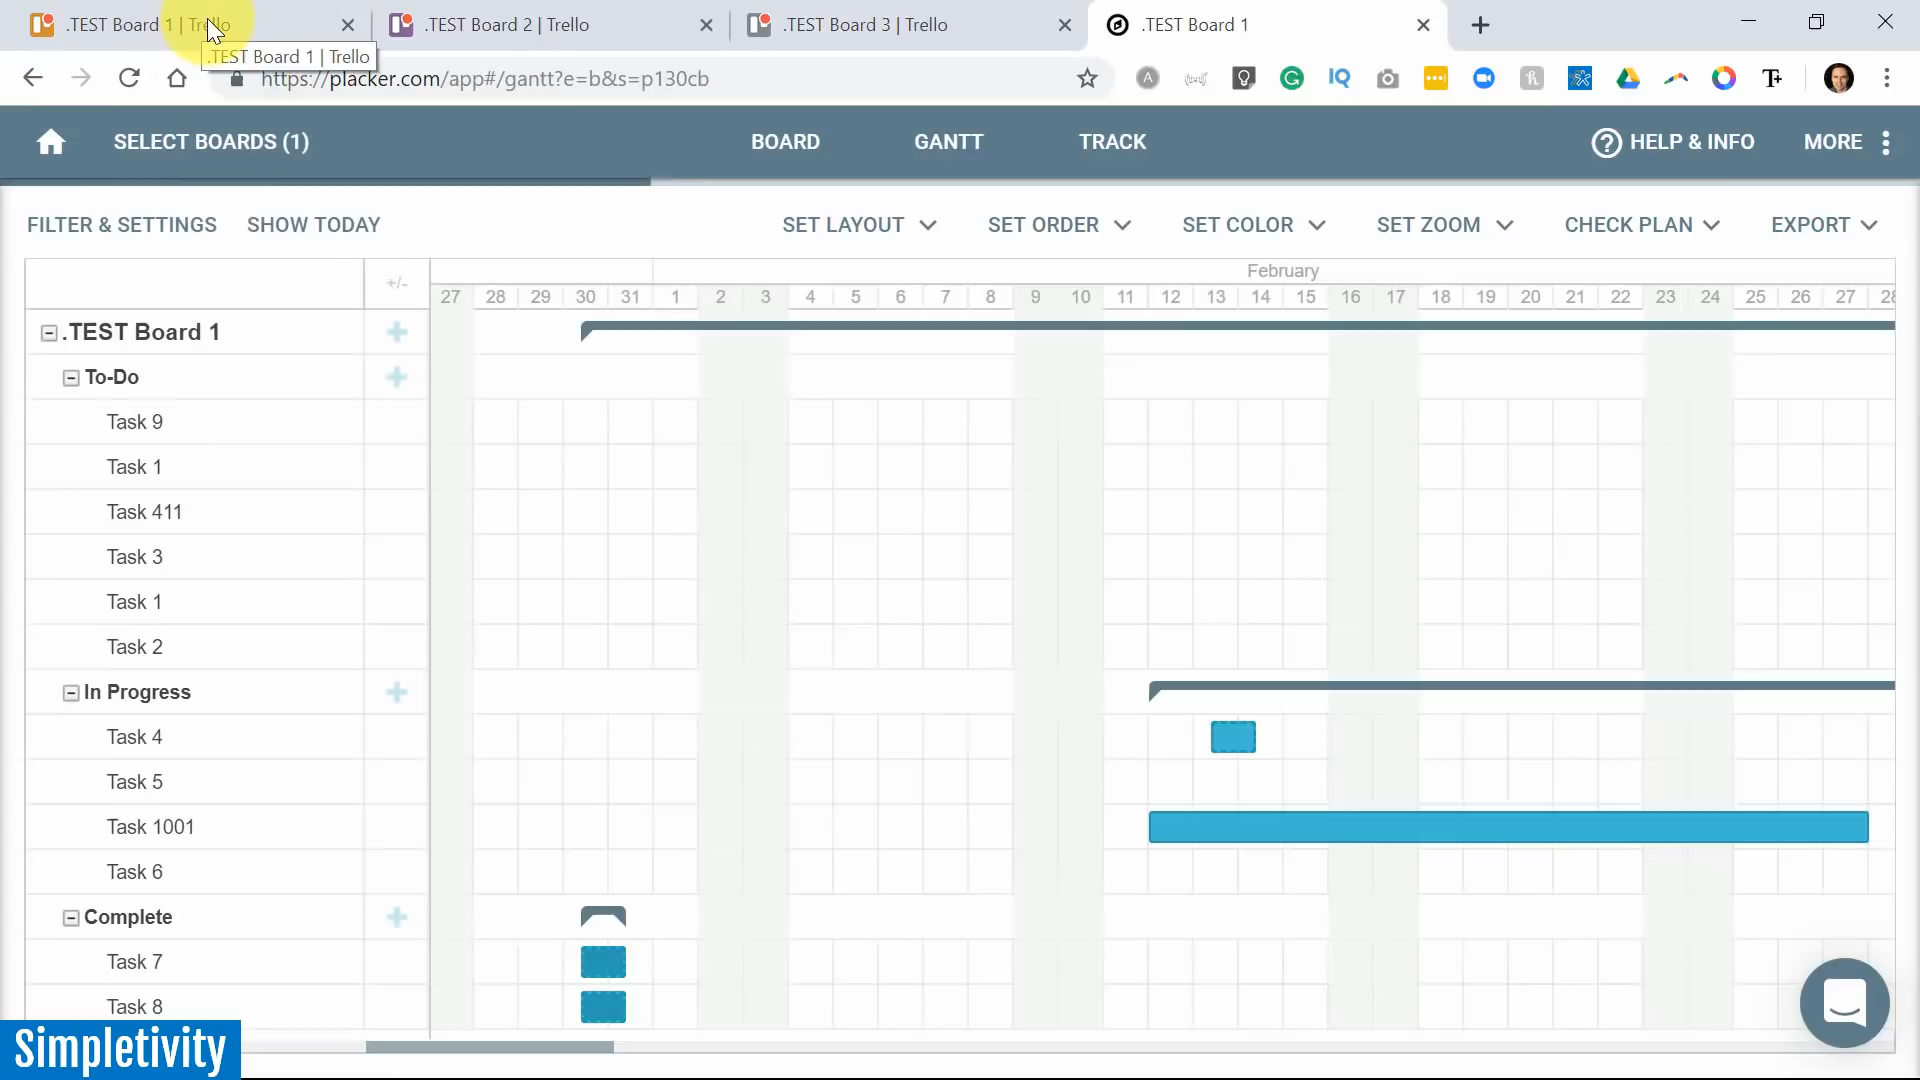 .TEST Board 1 | Trello
.TEST Board 2 | Trello
.TEST Board 3 | Trello
.TEST Board 1
.TEST Board 1 | Trello
https://placker.com/app#/gantt?e=b&s=p130cb
SELECT BOARDS (1)
BOARD
GANTT
TRACK
HELP & INFO
MORE
FILTER & SETTINGS
SHOW TODAY
SET LAYOUT
SET ORDER
SET COLOR
SET ZOOM
CHECK PLAN
EXPORT
+/-
February
27 28 29 30 31 1 2 3 4 5 6 7 8 9 10 11 12 13 14 15 16 17 18 19 20 21 22 23 24 25 26 27 28
.TEST Board 1
To-Do
Task 9
Task 1
Task 411
Task 3
Task 1
Task 2
In Progress
Task 4
Task 5
Task 1001
Task 6
Complete
Task 7
Task 8
Simpletivity